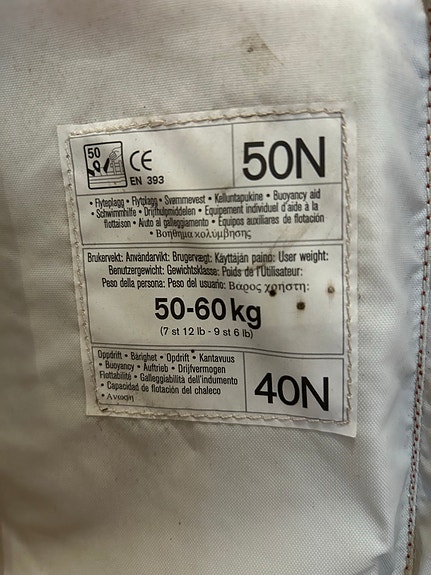 50
CE
EN 393
50N
• Flyteplagg • Flytplagg • Svømmevest • Kelluntapukine • Buoyancy aid
• Schwimmhilfe • Drijfhulpmiddelen • Equipement individuel d'aide à la
flottaison • Aiuto al galleggiamento • Equipos auxiliares de flotación
• Βοηθημα κολύμβησης
Brukervekt: Användarvikt: Brugervægt: Käyttäjän paino: User weight:
Benutzergewicht: Gewichtsklasse: Poids de l'Utilisateur:
Peso della persona: Peso del usuario: Βαρος χρήστη:
50-60 kg
(7 st 12 lb - 9 st 6 lb)
Oppdrift • Bärighet • Opdrift • Kantavuus
• Buoyancy • Auftrieb • Drijfvermogen
Flottabilité • Galleggiabilità dell'indumento
• Capacidad de flotación del chaleco
• Ανωση
40N